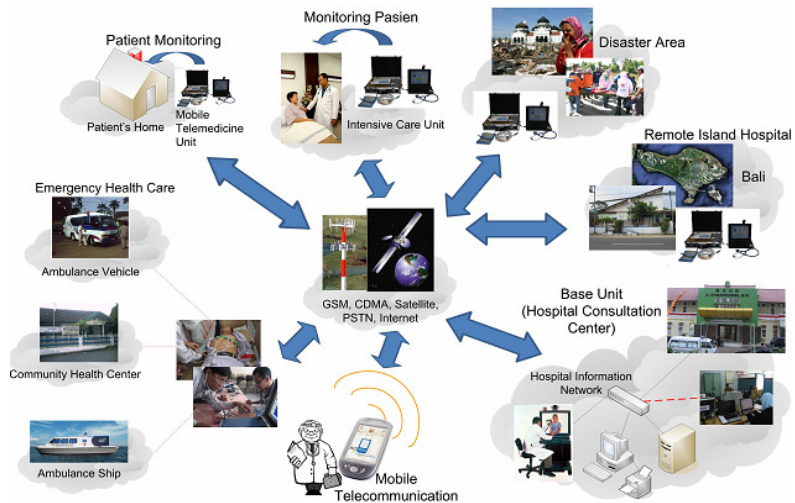 Monitoring Pasien
Patient Monitoring
Disaster Area
Patient's Home
Mobile
Telemedicine
Unit
Intensive Care Unit
Remote Island Hospital
Bali
Emergency Health Care
Ambulance Vehicle
GSM, CDMA, Satellite,
PSTN, Internet
Base Unit
(Hospital Consultation
Center)
Community Health Center
Hospital Information
Network
Ambulance Ship
Mobile
Telecommunication